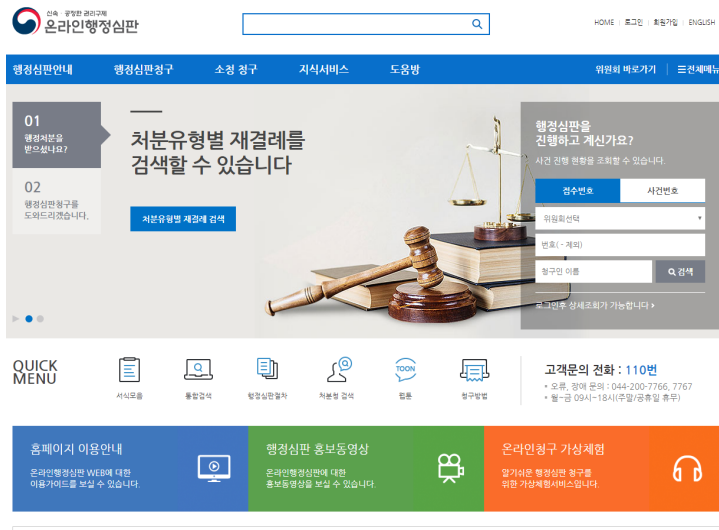 신속 · 공정한 권리구제
온라인행정심판
HOME 로그인 회원가입 ENGLISH
행정심판안내 행정심판청구 소청 청구 지식서비스 도움방 위원회 바로가기 전체메뉴
01
행정처분을
받으셨나요?
02
행정심판청구를
도와드리겠습니다.
처분유형별 재결례를
검색할 수 있습니다
처분유형별 재결례 검색
행정심판을
진행하고 계신가요?
사건 진행 현황을 조회할 수 있습니다.
접수번호 사건번호
위원회선택
번호( - 제외)
청구인 이름 검색
로그인후 상세조회가 가능합니다 >
QUICK
MENU
서식모음 통합검색 행정심판절차 처분청 검색 웹툰 청구방법
TOON
고객문의 전화 : 110번
• 오류, 장애 문의 : 044-200-7766, 7767
• 월~금 09시~18시(주말/공휴일 휴무)
홈페이지 이용안내
온라인행정심판 WEB에 대한
이용가이드를 보실 수 있습니다.
행정심판 홍보동영상
온라인행정심판에 대한
홍보동영상을 보실 수 있습니다.
온라인청구 가상체험
알기쉬운 행정심판 청구를
위한 가상체험서비스입니다.